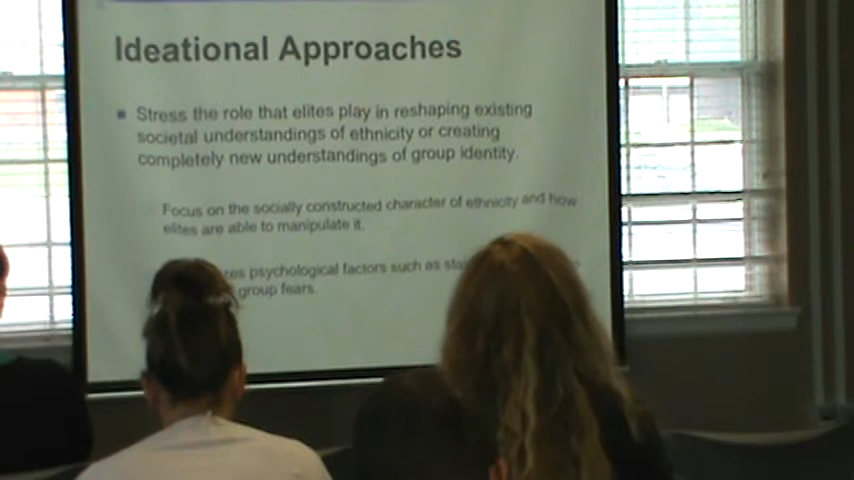 Ideational Approaches
Stress the role that elites play in reshaping existing
societal understandings of ethnicity or creating
completely new understandings of group identity.
Focus on the socially constructed character of ethnicity and how
elites are able to manipulate it.
psychological factors such as
group fears.